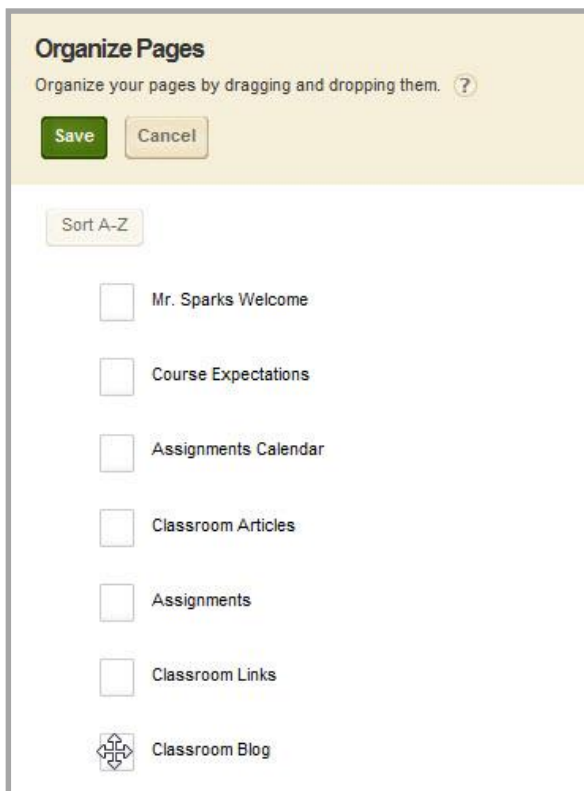 Organize Pages
Organize your pages by dragging and dropping them. ?
Save Cancel
Sort A-Z
Mr. Sparks Welcome
Course Expectations
Assignments Calendar
Classroom Articles
Assignments
Classroom Links
Classroom Blog